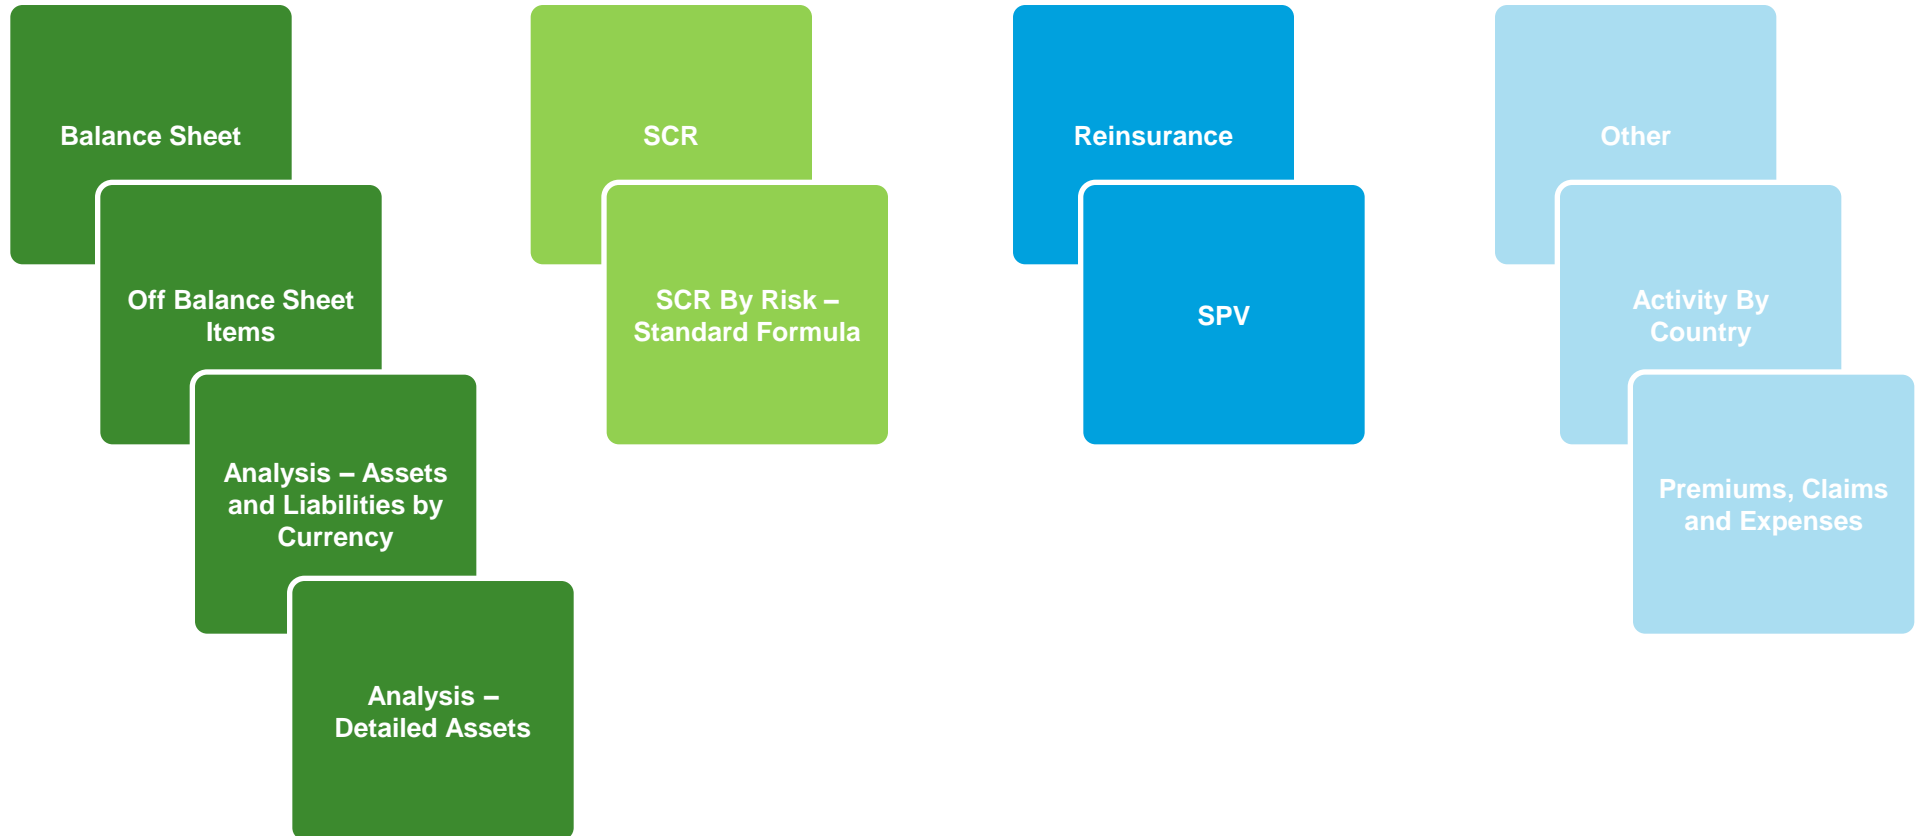 Balance Sheet
Off Balance Sheet
Items
Analysis – Assets
and Liabilities by
Currency
Analysis –
Detailed Assets
SCR
SCR By Risk –
Standard Formula
Reinsurance
SPV
Other
Activity By
Country
Premiums, Claims
and Expenses